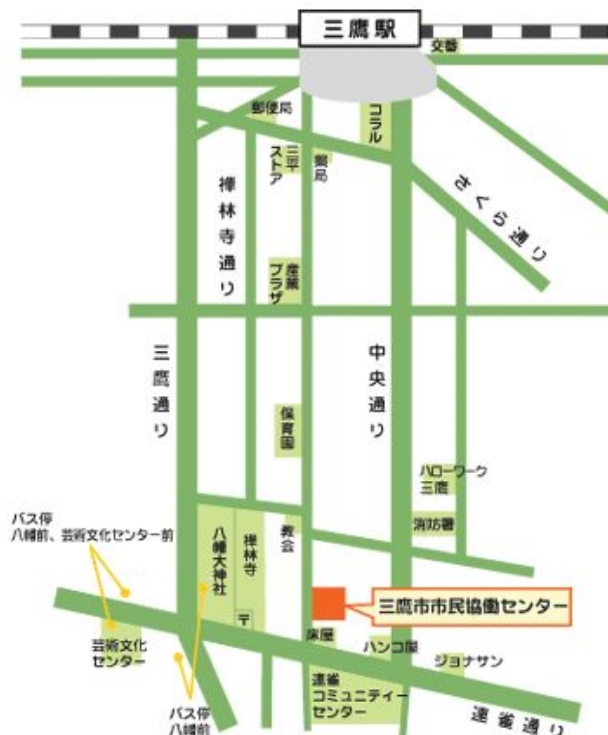 三鷹駅
交番
郵便局
コラル
三平
ストア
薬局
さくら通り
禅林寺通り
産業
プラザ
三鷹通り
中央通り
保育園
ハローワーク
三鷹
消防署
バス停
八幡前、芸術文化センター前
八幡大神社
禅林寺
教会
〒
三鷹市市民協働センター
床屋
ハンコ屋
ジョナサン
芸術文化
センター
連雀
コミュニティー
センター
連雀通り
バス停
八幡前